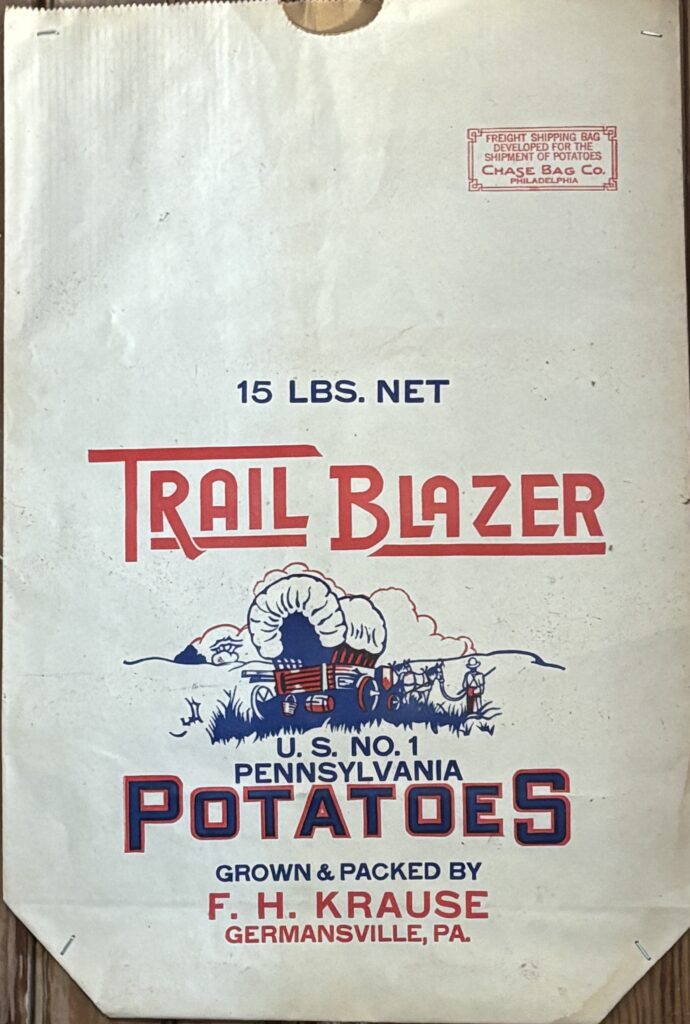 FREIGHT SHIPPING BAG
DEVELOPED FOR THE
SHIPMENT OF POTATOES
CHASE BAG CO.
PHILADELPHIA
15 LBS. NET
TRAIL BLAZER
U. S. NO. 1
PENNSYLVANIA
POTATOES
GROWN & PACKED BY
F. H. KRAUSE
GERMANSVILLE, PA.